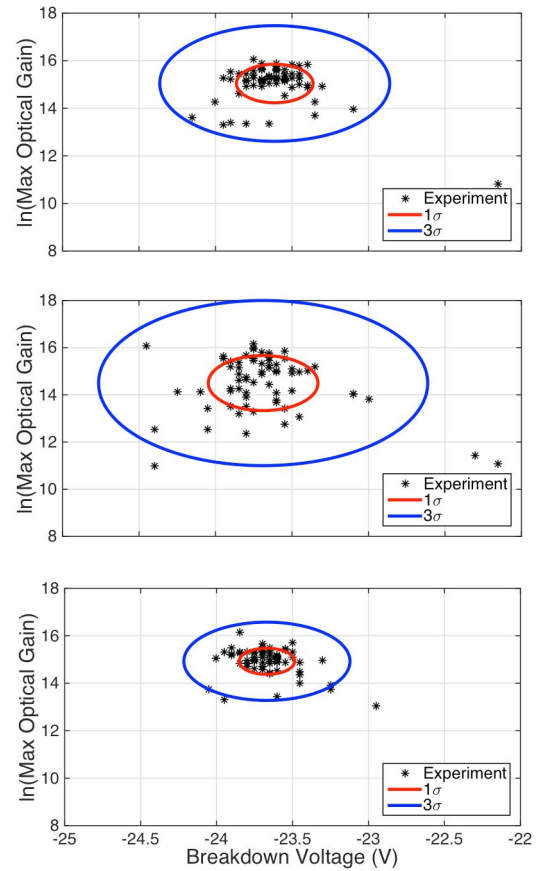 18
16
14
12
10
8
ln(Max Optical Gain)
Experiment
1σ
3σ
18
16
14
12
10
8
ln(Max Optical Gain)
Experiment
1σ
3σ
18
16
14
12
10
8
ln(Max Optical Gain)
Experiment
1σ
3σ
-25 -24.5 -24 -23.5 -23 -22.5 -22
Breakdown Voltage (V)